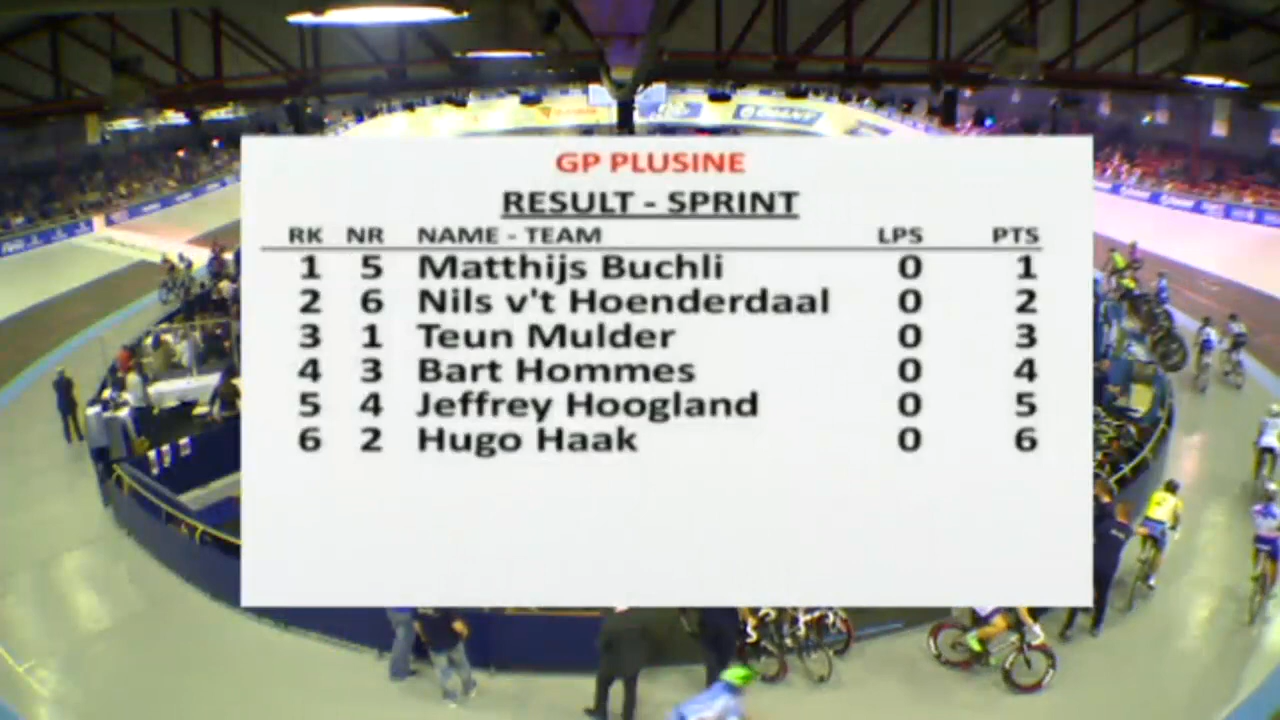 GP PLUSINE
RESULT - SPRINT
RK NR NAME - TEAM LPS PTS
1 5 Matthijs Buchli 0 1
2 6 Nils v't Hoenderdaal 0 2
3 1 Teun Mulder 0 3
4 3 Bart Hommes 0 4
5 4 Jeffrey Hoogland 0 5
6 2 Hugo Haak 0 6